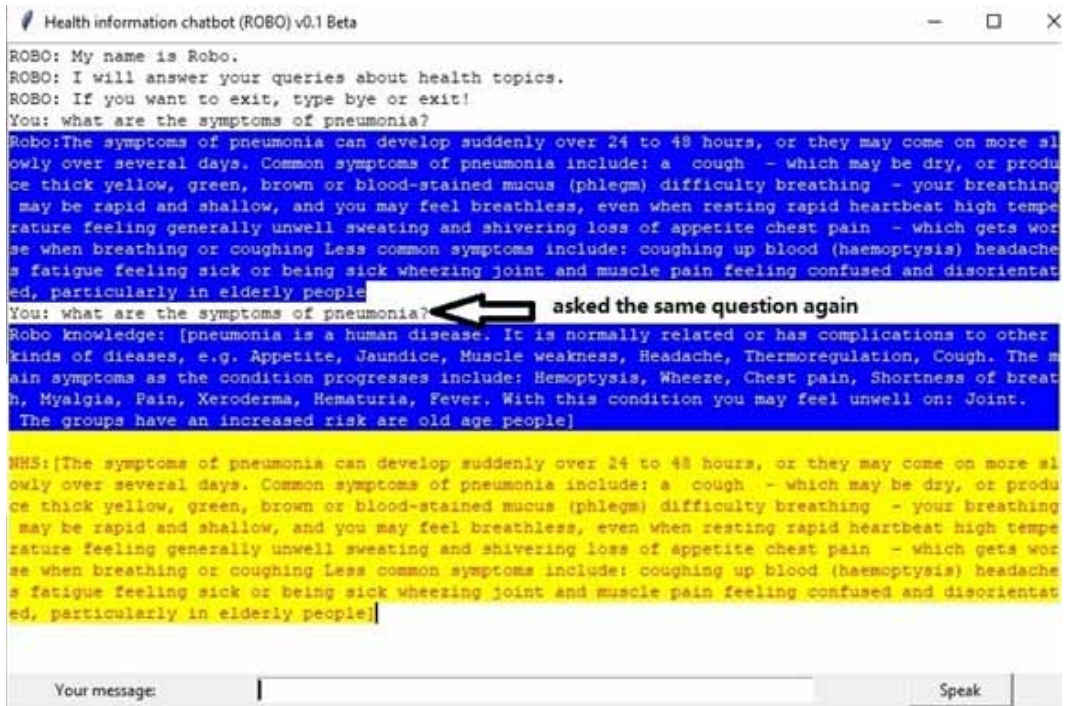 Health information chatbot (ROBO) v0.1 Beta
ROBO: My name is Robo.
ROBO: I will answer your queries about health topics.
ROBO: If you want to exit, type bye or exit!
You: what are the symptoms of pneumonia?
Robo:The symptoms of pneumonia can develop suddenly over 24 to 48 hours, or they may come on more sl
owly over several days. Common symptoms of pneumonia include: a cough - which may be dry, or produ
ce thick yellow, green, brown or blood-stained mucus (phlegm) difficulty breathing - your breathing
may be rapid and shallow, and you may feel breathless, even when resting rapid heartbeat high tempe
rature feeling generally unwell sweating and shivering loss of appetite chest pain - which gets wor
se when breathing or coughing Less common symptoms include: coughing up blood (haemoptysis) headache
s fatigue feeling sick or being sick wheezing joint and muscle pain feeling confused and disorientat
ed, particularly in elderly people
You: what are the symptoms of pneumonia? asked the same question again
Robo knowledge: [pneumonia is a human disease. It is normally related or has complications to other
kinds of dieases, e.g. Appetite, Jaundice, Muscle weakness, Headache, Thermoregulation, Cough. The m
ain symptoms as the condition progresses include: Hemoptysis, Wheeze, Chest pain, Shortness of breat
h, Myalgia, Pain, Xeroderma, Hematuria, Fever. With this condition you may feel unwell on: Joint.
The groups have an increased risk are old age people]
NHS:[The symptoms of pneumonia can develop suddenly over 24 to 48 hours, or they may come on more sl
owly over several days. Common symptoms of pneumonia include: a cough - which may be dry, or produ
ce thick yellow, green, brown or blood-stained mucus (phlegm) difficulty breathing - your breathing
may be rapid and shallow, and you may feel breathless, even when resting rapid heartbeat high tempe
rature feeling generally unwell sweating and shivering loss of appetite chest pain - which gets wor
se when breathing or coughing Less common symptoms include: coughing up blood (haemoptysis) headache
s fatigue feeling sick or being sick wheezing joint and muscle pain feeling confused and disorientat
ed, particularly in elderly people]
Your message: Speak